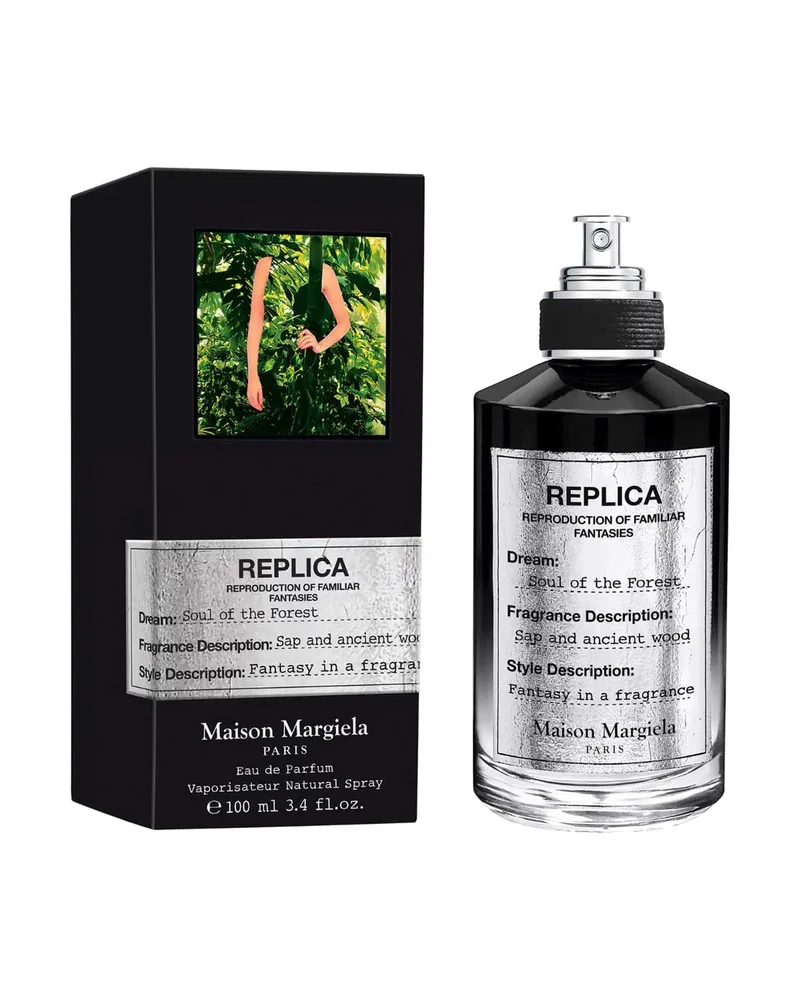 REPLICA
REPRODUCTION OF FAMILIAR
FANTASIES
Dream: Soul of the Forest
Fragrance Description: Sap and ancient woo
Style Description: Fantasy in a fragran
Maison Margiela
PARIS
Eau de Parfum
Vaporisateur Natural Spray
℮ 100 ml 3.4 fl.oz.
REPLICA
REPRODUCTION OF FAMILIAR
FANTASIES
Dream:
Soul of the Forest
Fragrance Description:
Sap and ancient wood
Style Description:
Fantasy in a fragrance
Maison Margiela
PARIS